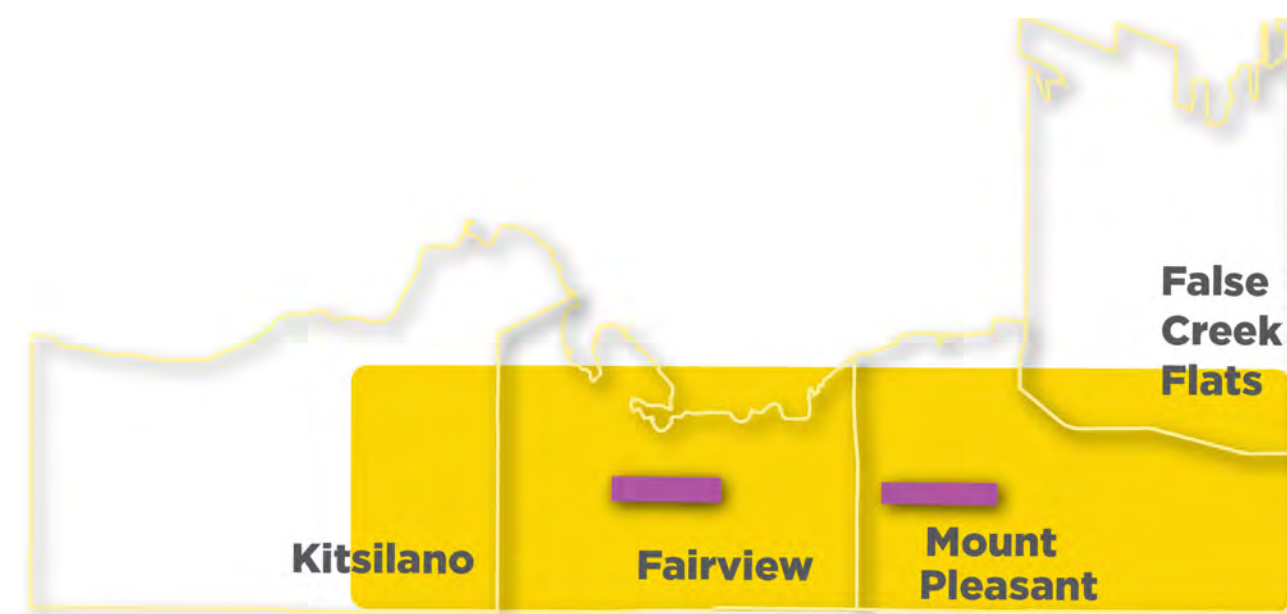 False
Creek
Flats
Kitsilano
Fairview
Mount
Pleasant